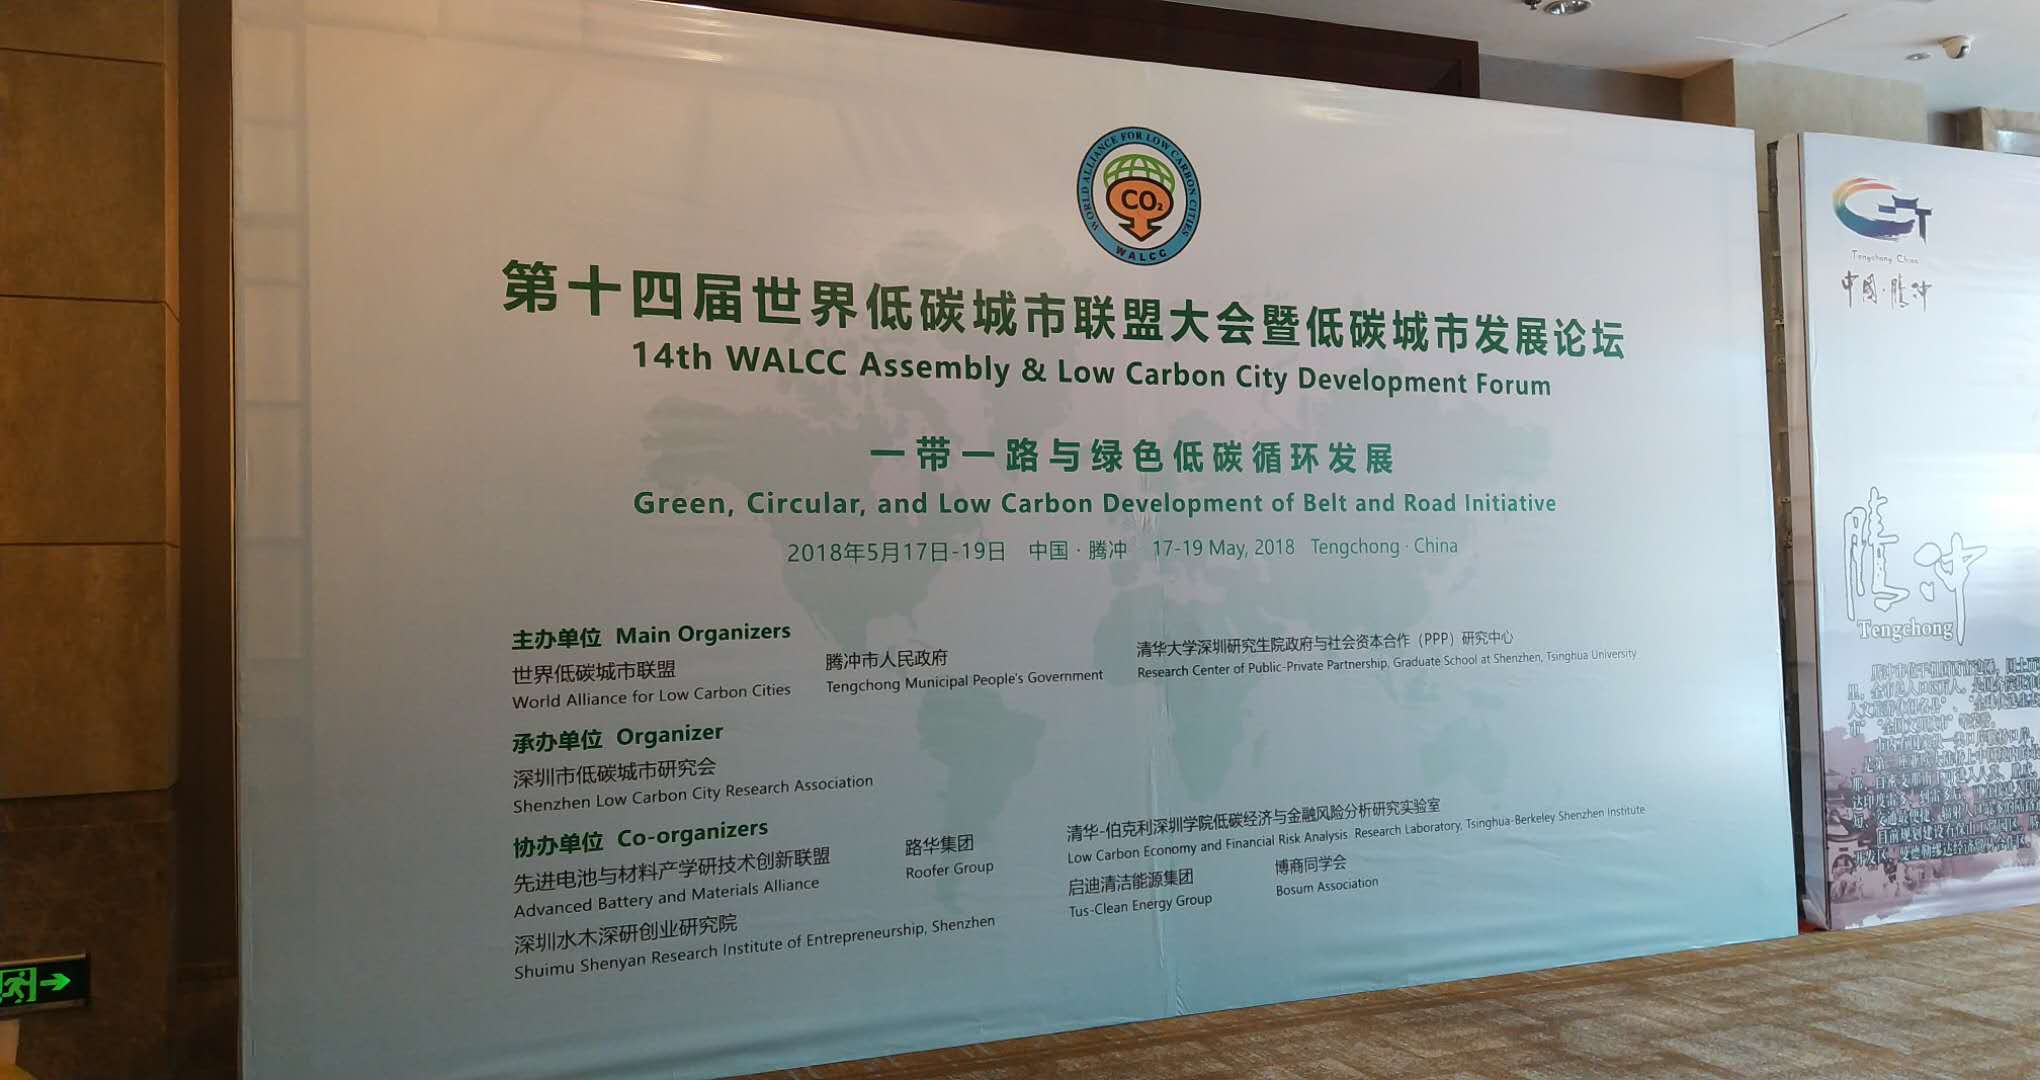 WORLD ALLIANCE FOR LOW CARBON CITIES
CO₂
WALCC
第十四届世界低碳城市联盟大会暨低碳城市发展论坛
14th WALCC Assembly & Low Carbon City Development Forum
一带一路与绿色低碳循环发展
Green, Circular, and Low Carbon Development of Belt and Road Initiative
2018年5月17日-19日 中国·腾冲 17-19 May, 2018 Tengchong · China
主办单位 Main Organizers
世界低碳城市联盟
World Alliance for Low Carbon Cities
腾冲市人民政府
Tengchong Municipal People's Government
清华大学深圳研究生院政府与社会资本合作（PPP）研究中心
Research Center of Public-Private Partnership, Graduate School at Shenzhen, Tsinghua University
承办单位 Organizer
深圳市低碳城市研究会
Shenzhen Low Carbon City Research Association
协办单位 Co-organizers
先进电池与材料产学研技术创新联盟
Advanced Battery and Materials Alliance
路华集团
Roofer Group
清华-伯克利深圳学院低碳经济与金融风险分析研究实验室
Low Carbon Economy and Financial Risk Analysis Research Laboratory, Tsinghua-Berkeley Shenzhen Institute
深圳水木深研创业研究院
Shuimu Shenyan Research Institute of Entrepreneurship, Shenzhen
启迪清洁能源集团
Tus-Clean Energy Group
博商同学会
Bosum Association
Tengchong China
中國·騰冲
騰冲
Tengchong